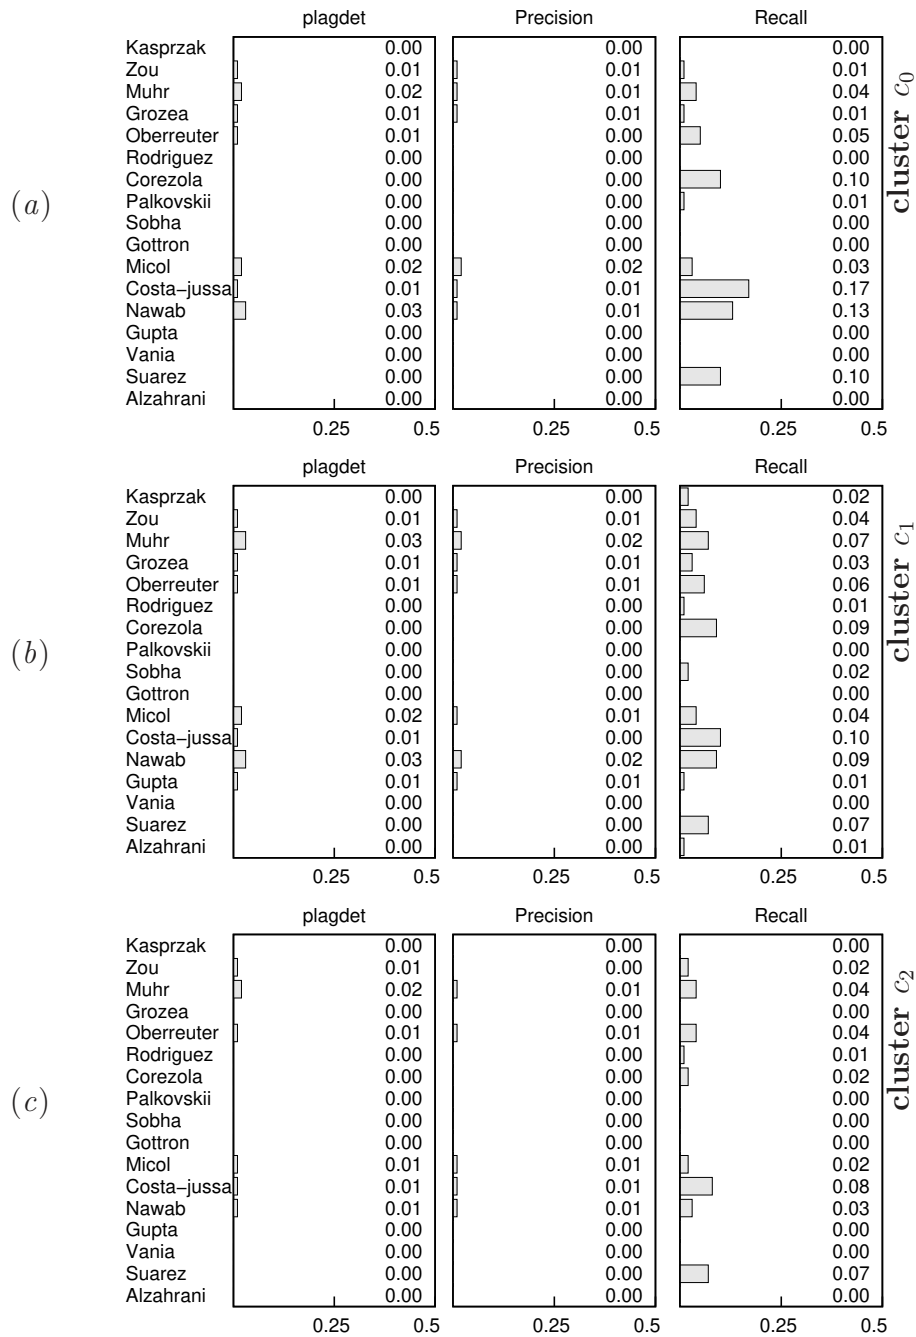 plagdet Precision Recall
Kasprzak 0.00 0.00 0.00
Zou 0.01 0.01 0.01
Muhr 0.02 0.01 0.04
Grozea 0.01 0.01 0.01
Oberreuter 0.01 0.00 0.05
Rodriguez 0.00 0.00 0.00
Corezola 0.00 0.00 0.10
Palkovskii 0.00 0.00 0.01
Sobha 0.00 0.00 0.00
Gottron 0.00 0.00 0.00
Micol 0.02 0.02 0.03
Costa-jussa 0.01 0.01 0.17
Nawab 0.03 0.01 0.13
Gupta 0.00 0.00 0.00
Vania 0.00 0.00 0.00
Suarez 0.00 0.00 0.10
Alzahrani 0.00 0.00 0.00
0.25 0.5 0.25 0.5 0.25 0.5
(a)
cluster c0
plagdet Precision Recall
Kasprzak 0.00 0.00 0.02
Zou 0.01 0.01 0.04
Muhr 0.03 0.02 0.07
Grozea 0.01 0.01 0.03
Oberreuter 0.01 0.01 0.06
Rodriguez 0.00 0.00 0.01
Corezola 0.00 0.00 0.09
Palkovskii 0.00 0.00 0.00
Sobha 0.00 0.00 0.02
Gottron 0.00 0.00 0.00
Micol 0.02 0.01 0.04
Costa-jussa 0.01 0.00 0.10
Nawab 0.03 0.02 0.09
Gupta 0.01 0.01 0.01
Vania 0.00 0.00 0.00
Suarez 0.00 0.00 0.07
Alzahrani 0.00 0.00 0.01
0.25 0.5 0.25 0.5 0.25 0.5
(b)
cluster c1
plagdet Precision Recall
Kasprzak 0.00 0.00 0.00
Zou 0.01 0.00 0.02
Muhr 0.02 0.01 0.04
Grozea 0.00 0.00 0.00
Oberreuter 0.01 0.01 0.04
Rodriguez 0.00 0.00 0.01
Corezola 0.00 0.00 0.02
Palkovskii 0.00 0.00 0.00
Sobha 0.00 0.00 0.00
Gottron 0.00 0.00 0.00
Micol 0.01 0.01 0.02
Costa-jussa 0.01 0.01 0.08
Nawab 0.01 0.01 0.03
Gupta 0.00 0.00 0.00
Vania 0.00 0.00 0.00
Suarez 0.00 0.00 0.07
Alzahrani 0.00 0.00 0.00
0.25 0.5 0.25 0.5 0.25 0.5
(c)
cluster c2